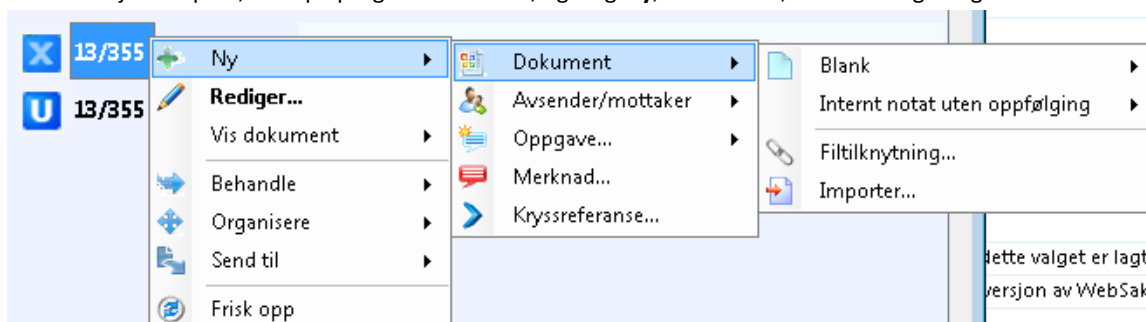 13/355
13/355
Ny
Rediger...
Vis dokument
Behandle
Organisere
Send til
Frisk opp
Dokument
Avsender/mottaker
Oppgave...
Merknad...
Kryssreferanse...
Blank
Internt notat uten oppfølging
Filtilknytning...
Importer...
dette valget er lagt
versjon av WebSak